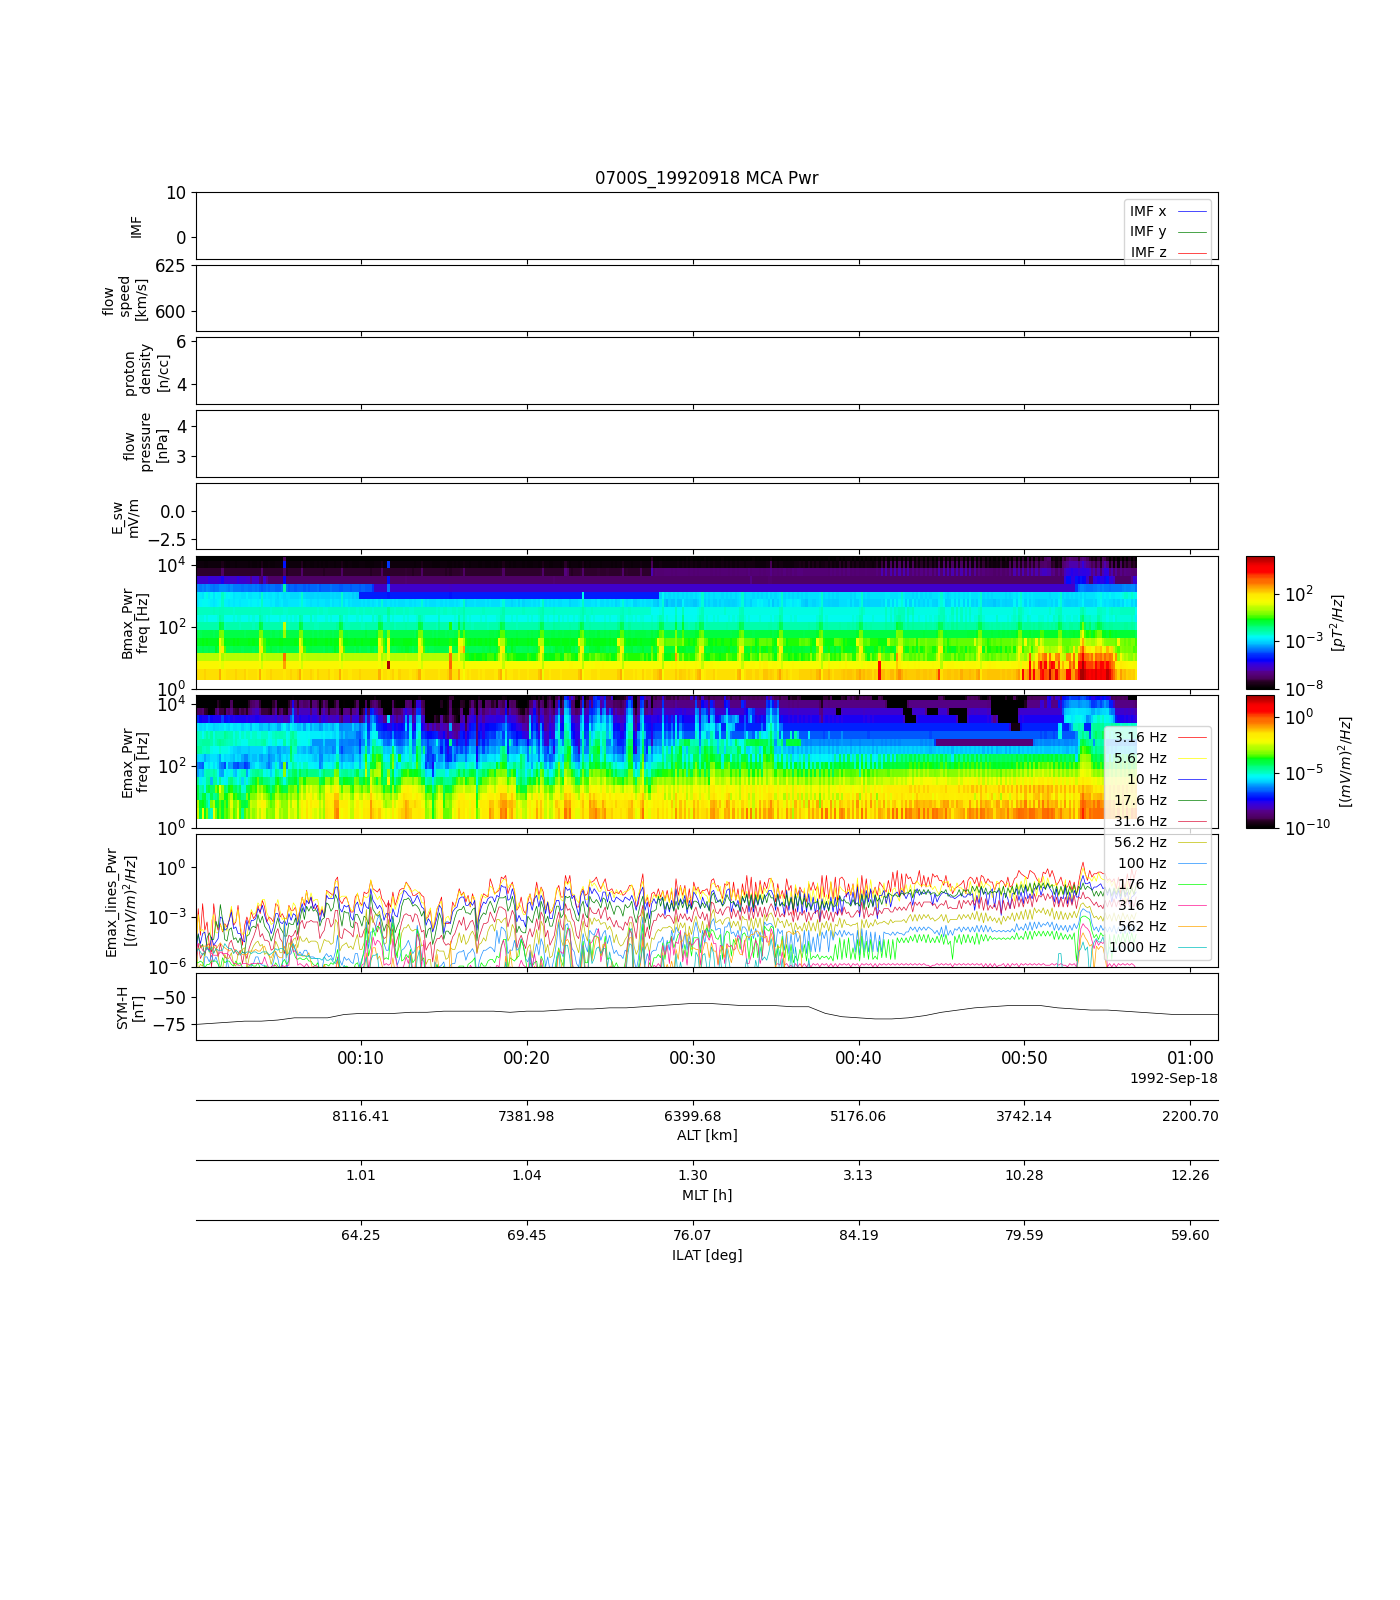 0700S_19920918 MCA Pwr
10
0
IMF
IMF x
IMF y
IMF z
625
600
flow
speed
[km/s]
6
4
proton
density
[n/cc]
4
3
flow
pressure
[nPa]
0.0
−2.5
E_sw
mV/m
10^4
10^2
10^0
Bmax_Pwr
freq [Hz]
10^2
10^−3
10^−8
[pT^2/Hz]
10^4
10^2
10^0
Emax_Pwr
freq [Hz]
10^0
10^−5
10^−10
[(mV/m)^2/Hz]
3.16 Hz
5.62 Hz
10 Hz
17.6 Hz
31.6 Hz
56.2 Hz
100 Hz
176 Hz
316 Hz
562 Hz
1000 Hz
10^0
10^−3
10^−6
Emax_lines_Pwr
[(mV/m)^2/Hz]
−50
−75
SYM-H
[nT]
00:10 00:20 00:30 00:40 00:50 01:00
1992-Sep-18
8116.41 7381.98 6399.68 5176.06 3742.14 2200.70
ALT [km]
1.01 1.04 1.30 3.13 10.28 12.26
MLT [h]
64.25 69.45 76.07 84.19 79.59 59.60
ILAT [deg]